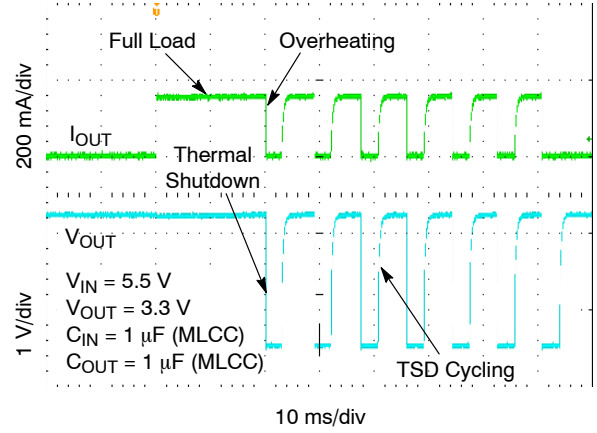 Full Load
Overheating
200 mA/div
IOUT
Thermal
Shutdown
VOUT
VIN = 5.5 V
VOUT = 3.3 V
CIN = 1 μF (MLCC)
COUT = 1 μF (MLCC)
1 V/div
TSD Cycling
10 ms/div